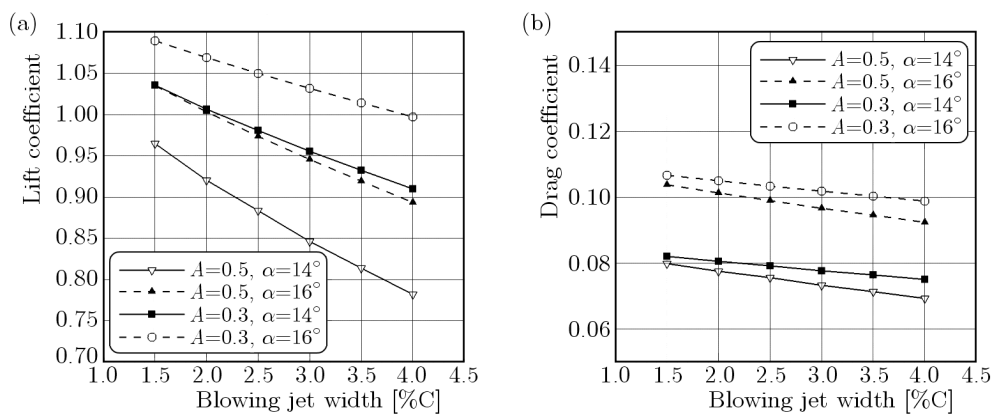 (a)
Lift coefficient
1.10
1.05
1.00
0.95
0.90
0.85
0.80
0.75
0.70
A=0.5, α=14°
A=0.5, α=16°
A=0.3, α=14°
A=0.3, α=16°
1.0 1.5 2.0 2.5 3.0 3.5 4.0 4.5
Blowing jet width [%C]
(b)
Drag coefficient
0.14
0.12
0.10
0.08
0.06
A=0.5, α=14°
A=0.5, α=16°
A=0.3, α=14°
A=0.3, α=16°
1.0 1.5 2.0 2.5 3.0 3.5 4.0 4.5
Blowing jet width [%C]